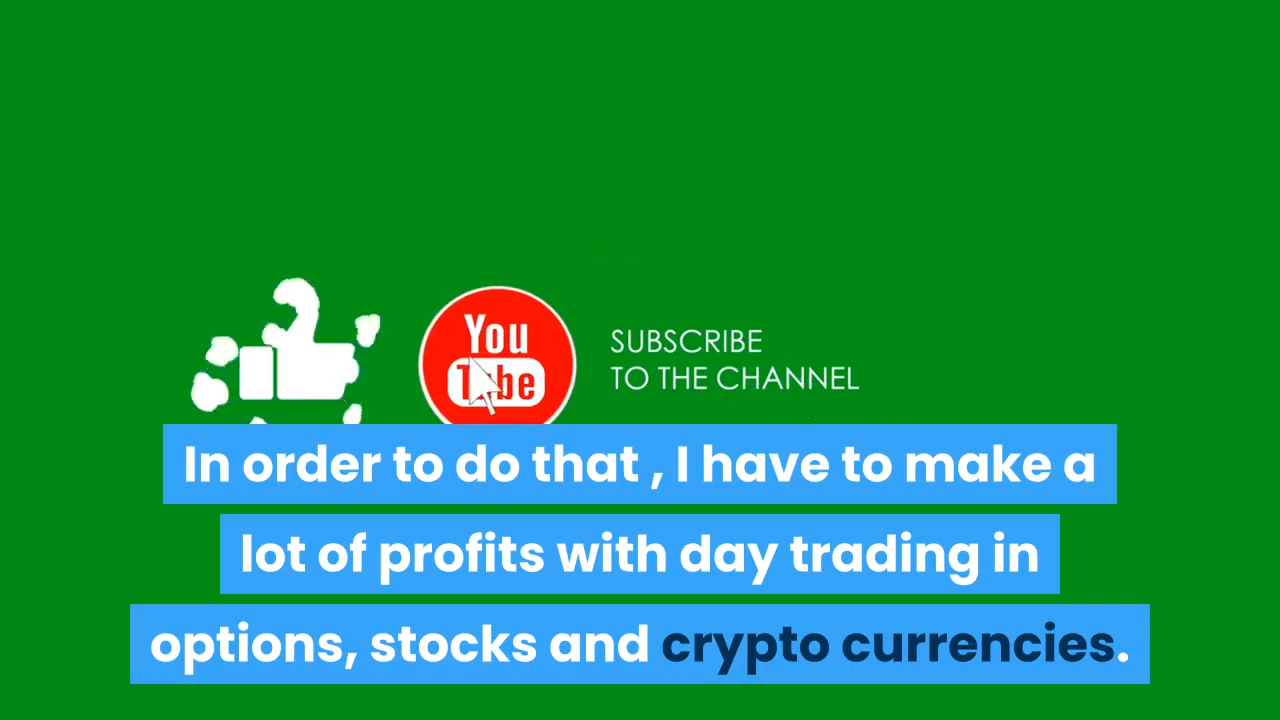 You
Tube
SUBSCRIBE
TO THE CHANNEL
In order to do that , I have to make a
lot of profits with day trading in
options, stocks and crypto currencies.